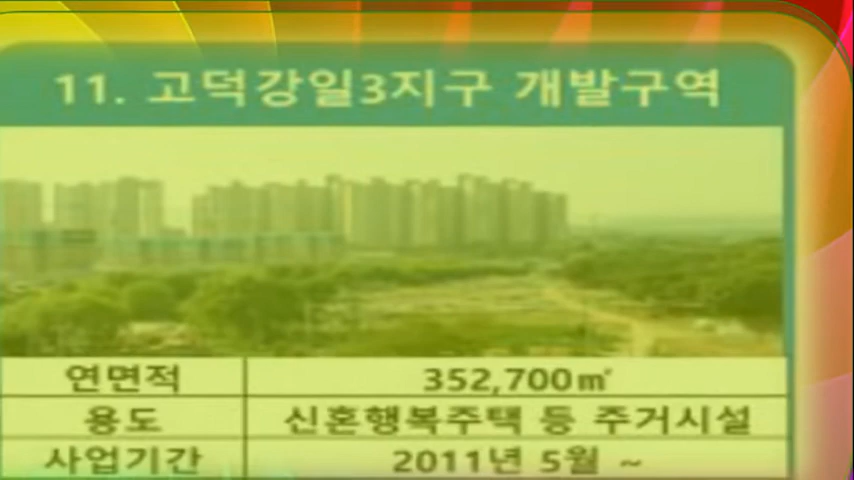 11. 고덕강일3지구 개발구역
연면적 352,700㎡
용도 신혼행복주택 등 주거시설
사업기간 2011년 5월 ~